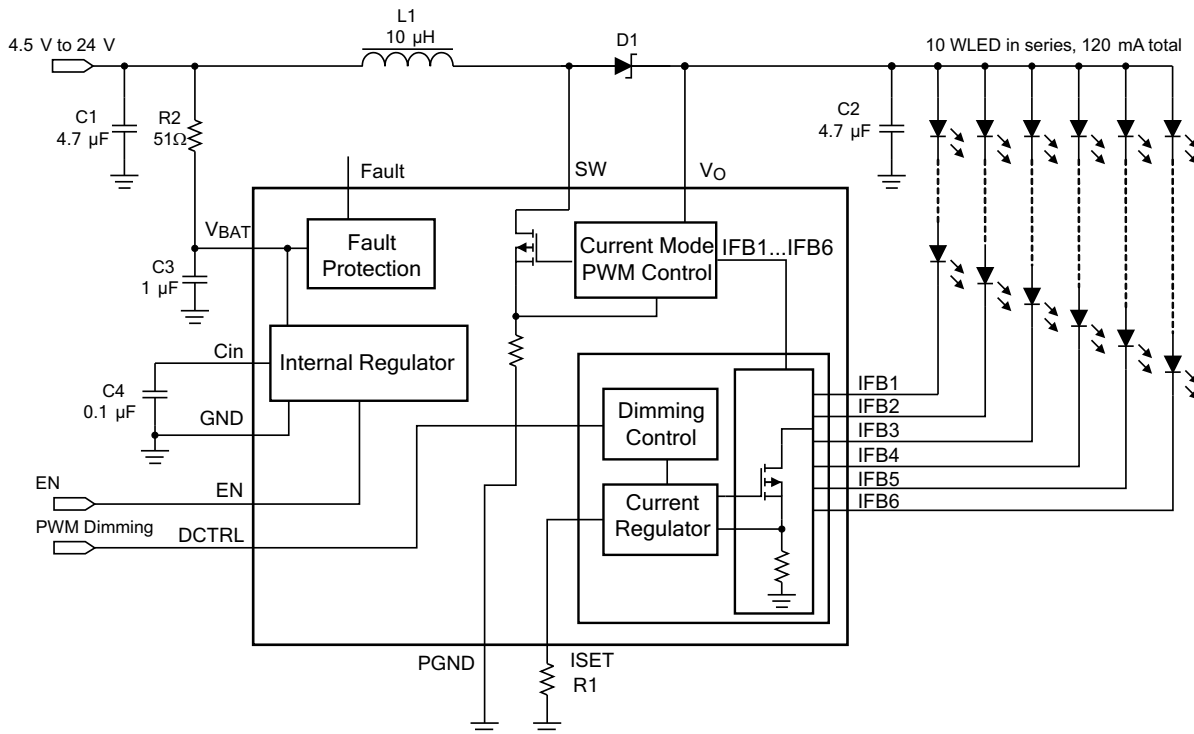 4.5 V to 24 V
L1
10 µH
D1
10 WLED in series, 120 mA total
C1
4.7 µF
R2
51Ω
C2
4.7 µF
Fault
SW
VO
VBAT
Fault
Protection
Current Mode
PWM Control
IFB1...IFB6
C3
1 µF
Cin
Internal Regulator
C4
0.1 µF
GND
Dimming
Control
IFB1
IFB2
IFB3
IFB4
IFB5
IFB6
EN
EN
Current
Regulator
PWM Dimming
DCTRL
PGND
ISET
R1